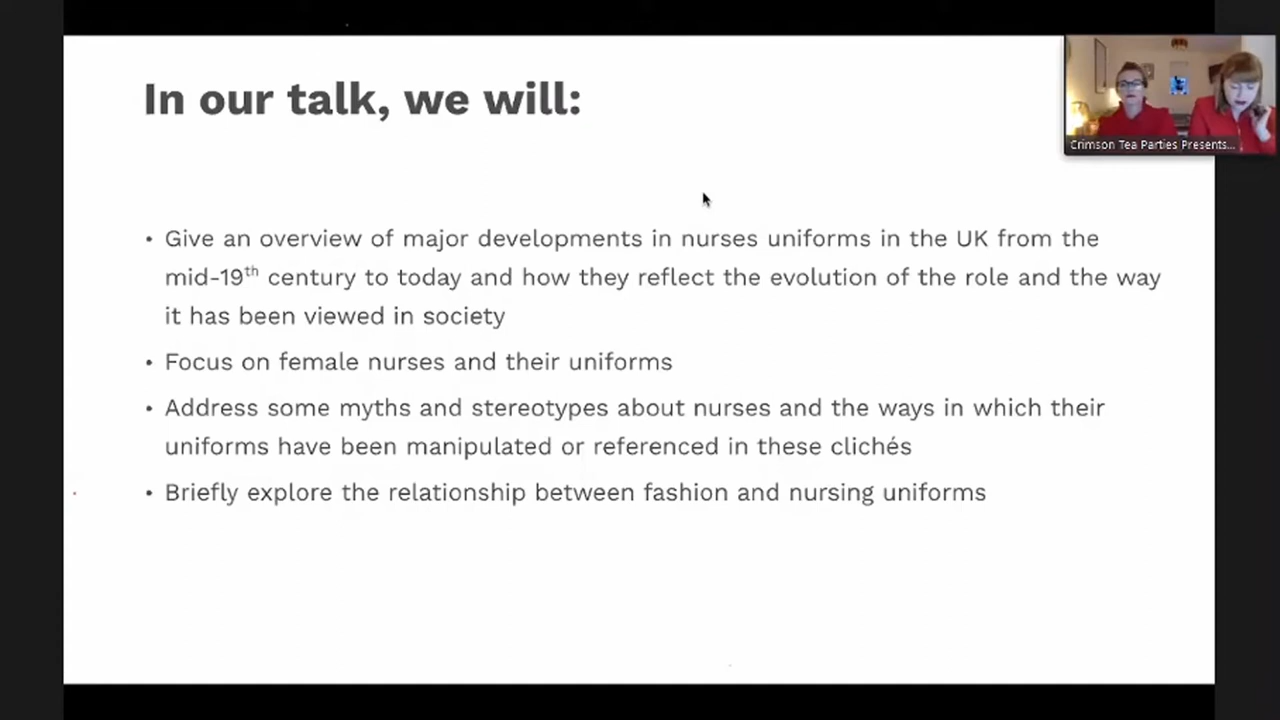 In our talk, we will:
Crimson Tea Parties Presents...
• Give an overview of major developments in nurses uniforms in the UK from the
mid-19th century to today and how they reflect the evolution of the role and the way
it has been viewed in society
• Focus on female nurses and their uniforms
• Address some myths and stereotypes about nurses and the ways in which their
uniforms have been manipulated or referenced in these clichés
• Briefly explore the relationship between fashion and nursing uniforms